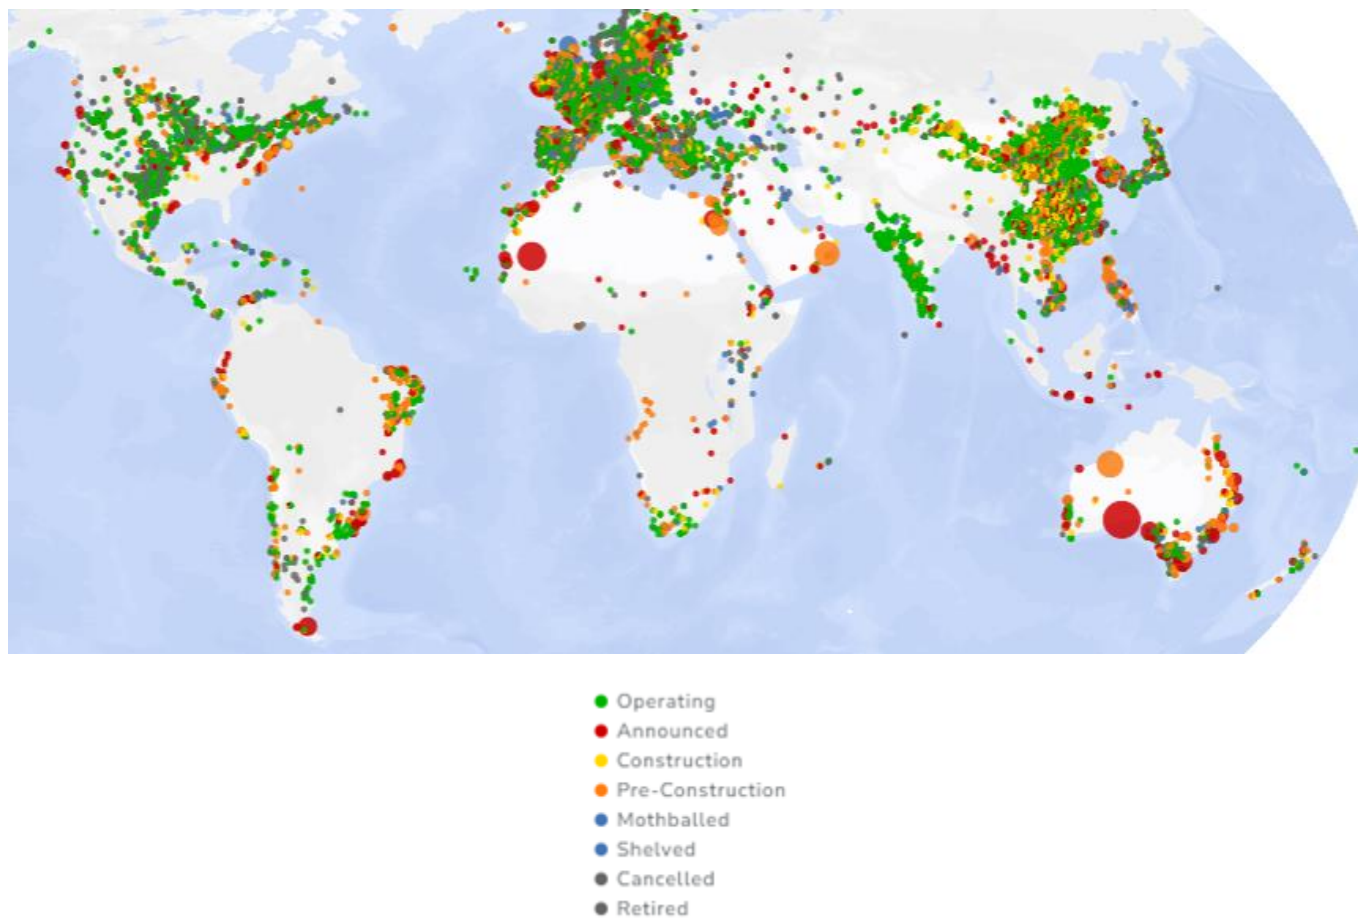 Operating
Announced
Construction
Pre-Construction
Mothballed
Shelved
Cancelled
Retired